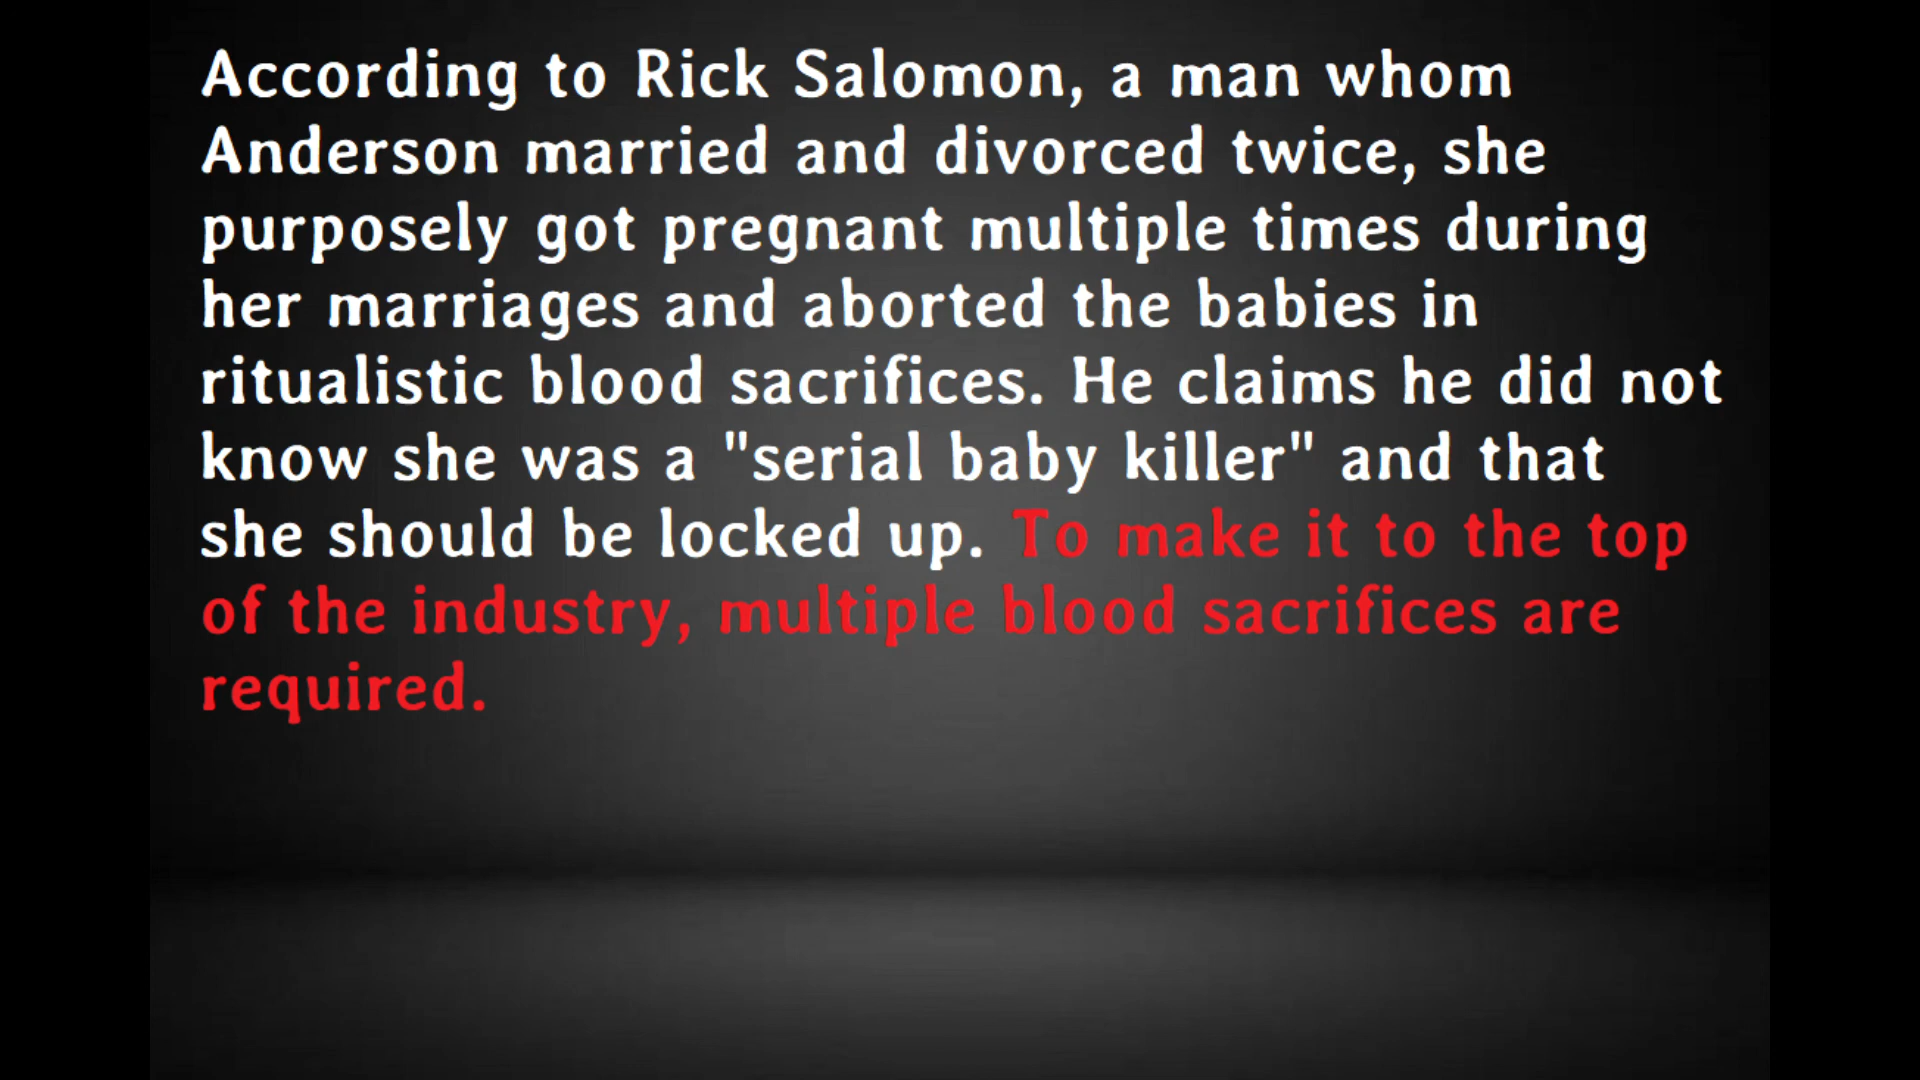 According to Rick Salomon, a man whom
Anderson married and divorced twice, she
purposely got pregnant multiple times during
her marriages and aborted the babies in
ritualistic blood sacrifices. He claims he did not
know she was a "serial baby killer" and that
she should be locked up. To make it to the top
of the industry, multiple blood sacrifices are
required.